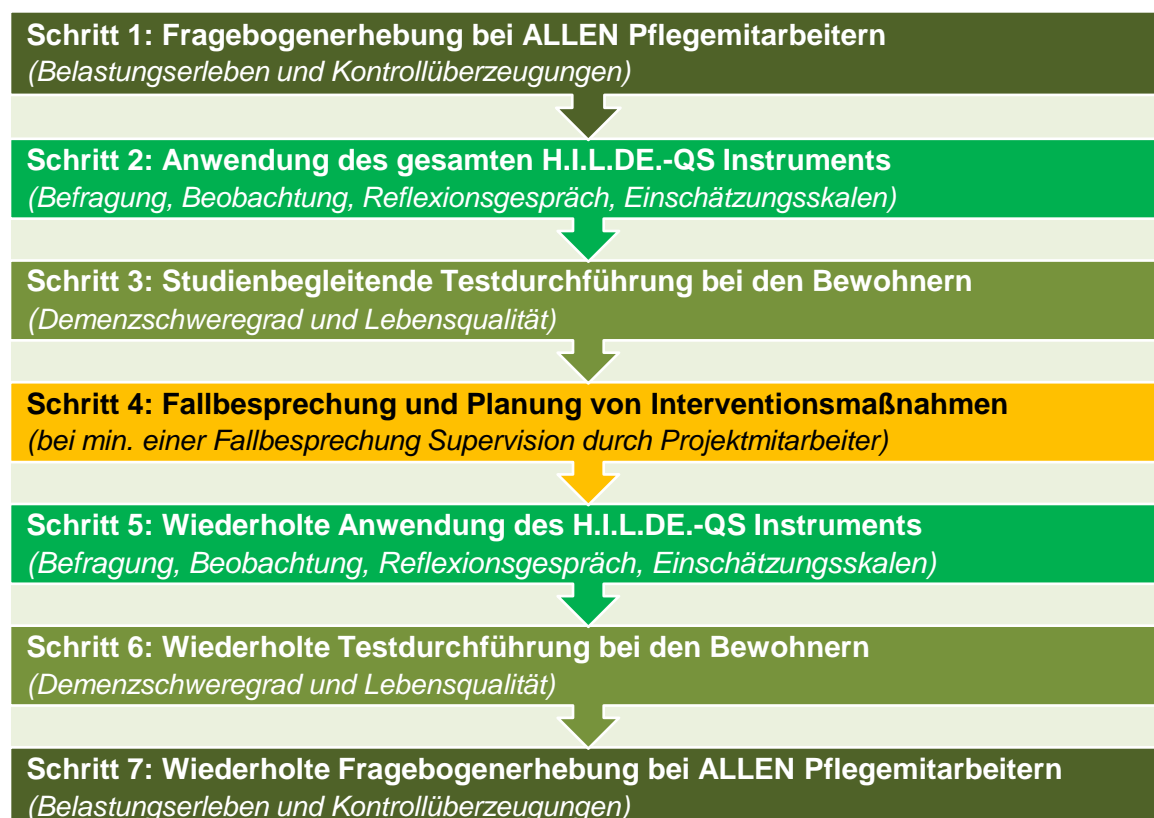 Schritt 1: Fragebogenerhebung bei ALLEN Pflegemitarbeitern
(Belastungserleben und Kontrollüberzeugungen)
Schritt 2: Anwendung des gesamten H.I.L.DE.-QS Instruments
(Befragung, Beobachtung, Reflexionsgespräch, Einschätzungsskalen)
Schritt 3: Studienbegleitende Testdurchführung bei den Bewohnern
(Demenzschweregrad und Lebensqualität)
Schritt 4: Fallbesprechung und Planung von Interventionsmaßnahmen
(bei min. einer Fallbesprechung Supervision durch Projektmitarbeiter)
Schritt 5: Wiederholte Anwendung des H.I.L.DE.-QS Instruments
(Befragung, Beobachtung, Reflexionsgespräch, Einschätzungsskalen)
Schritt 6: Wiederholte Testdurchführung bei den Bewohnern
(Demenzschweregrad und Lebensqualität)
Schritt 7: Wiederholte Fragebogenerhebung bei ALLEN Pflegemitarbeitern
(Belastungserleben und Kontrollüberzeugungen)